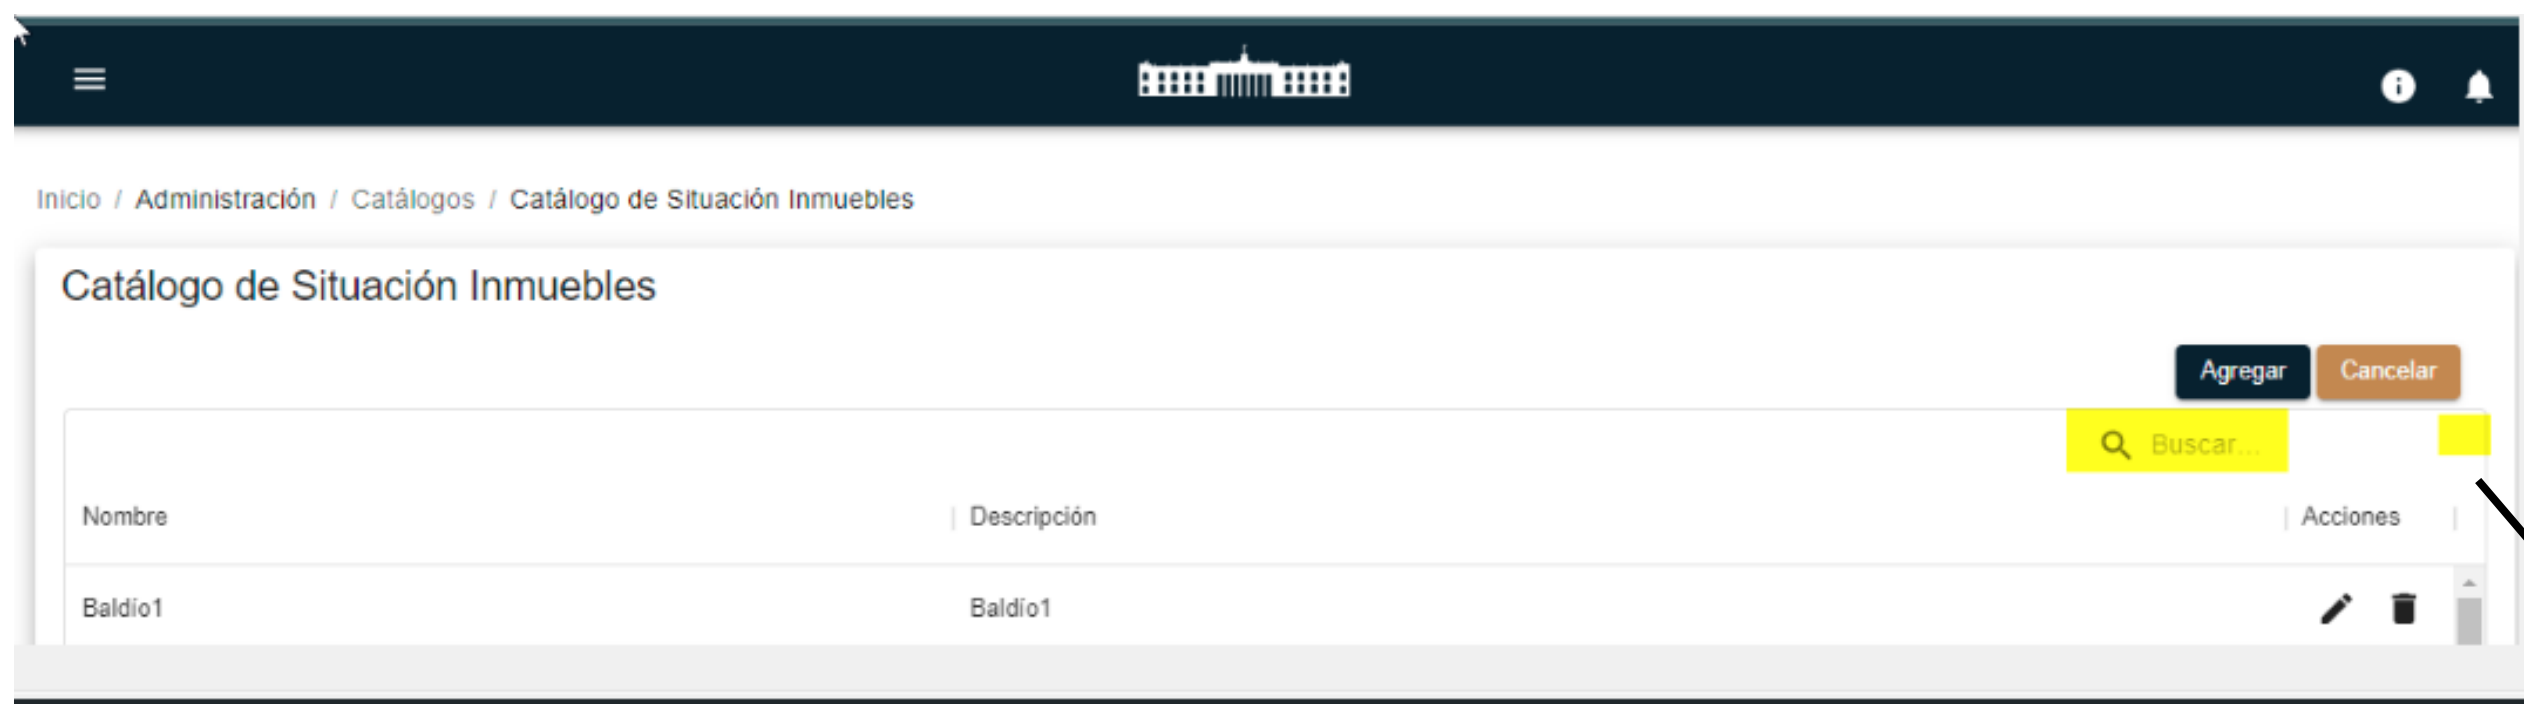 Inicio / Administración / Catálogos / Catálogo de Situación Inmuebles
Catálogo de Situación Inmuebles
Agregar Cancelar
Buscar...
Nombre Descripción Acciones
Baldío1 Baldío1